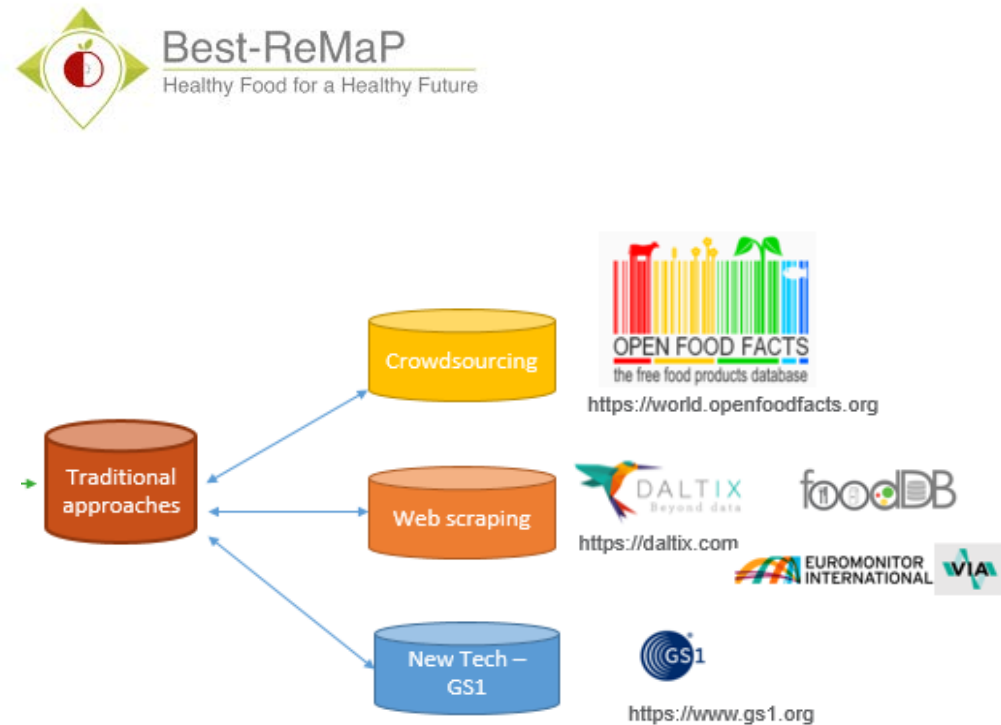 Best-ReMaP
Healthy Food for a Healthy Future
OPEN FOOD FACTS
the free food products database
https://world.openfoodfacts.org
Crowdsourcing
Traditional
approaches
Web scraping
DALTIX
Beyond data
foodDB
https://daltix.com
EUROMONITOR
INTERNATIONAL
VIA
New Tech –
GS1
GS1
https://www.gs1.org